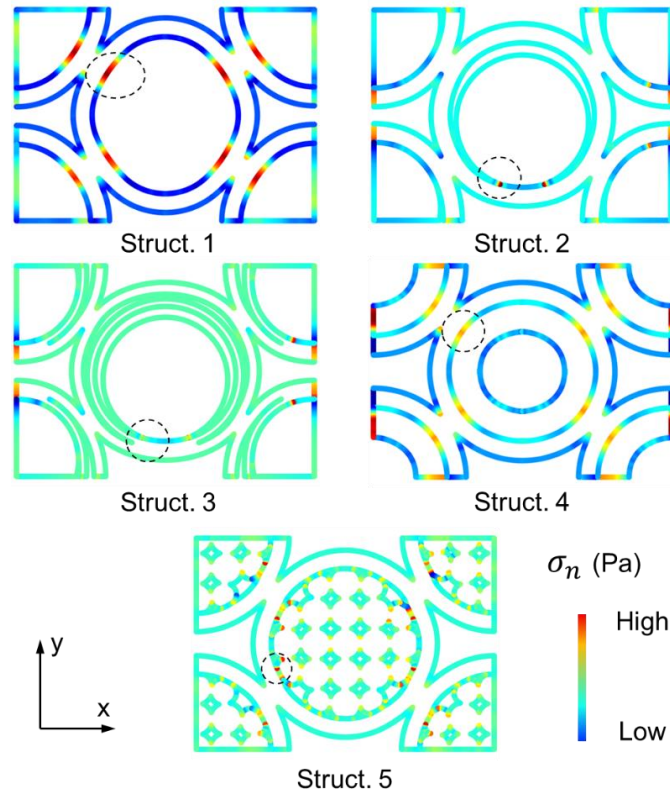 Struct. 1
Struct. 2
Struct. 3
Struct. 4
Struct. 5
σₙ (Pa)
High
Low
y
x